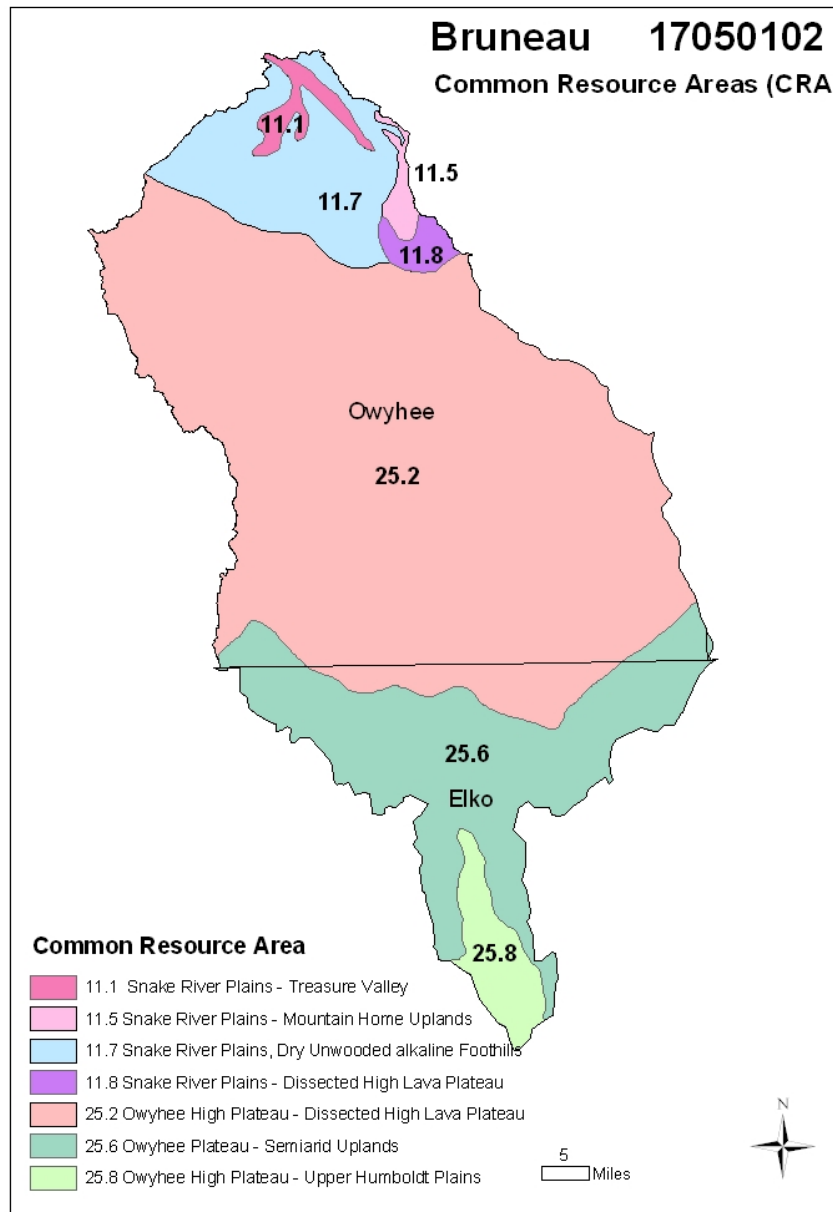 Bruneau 17050102
Common Resource Areas (CRA
11.1
11.5
11.7
11.8
Owyhee
25.2
25.6
Elko
25.8
Common Resource Area
11.1 Snake River Plains - Treasure Valley
11.5 Snake River Plains - Mountain Home Uplands
11.7 Snake River Plains, Dry Unwooded alkaline Foothills
11.8 Snake River Plains - Dissected High Lava Plateau
25.2 Owyhee High Plateau - Dissected High Lava Plateau
25.6 Owyhee Plateau - Semiarid Uplands
25.8 Owyhee High Plateau - Upper Humboldt Plains
5
Miles
N